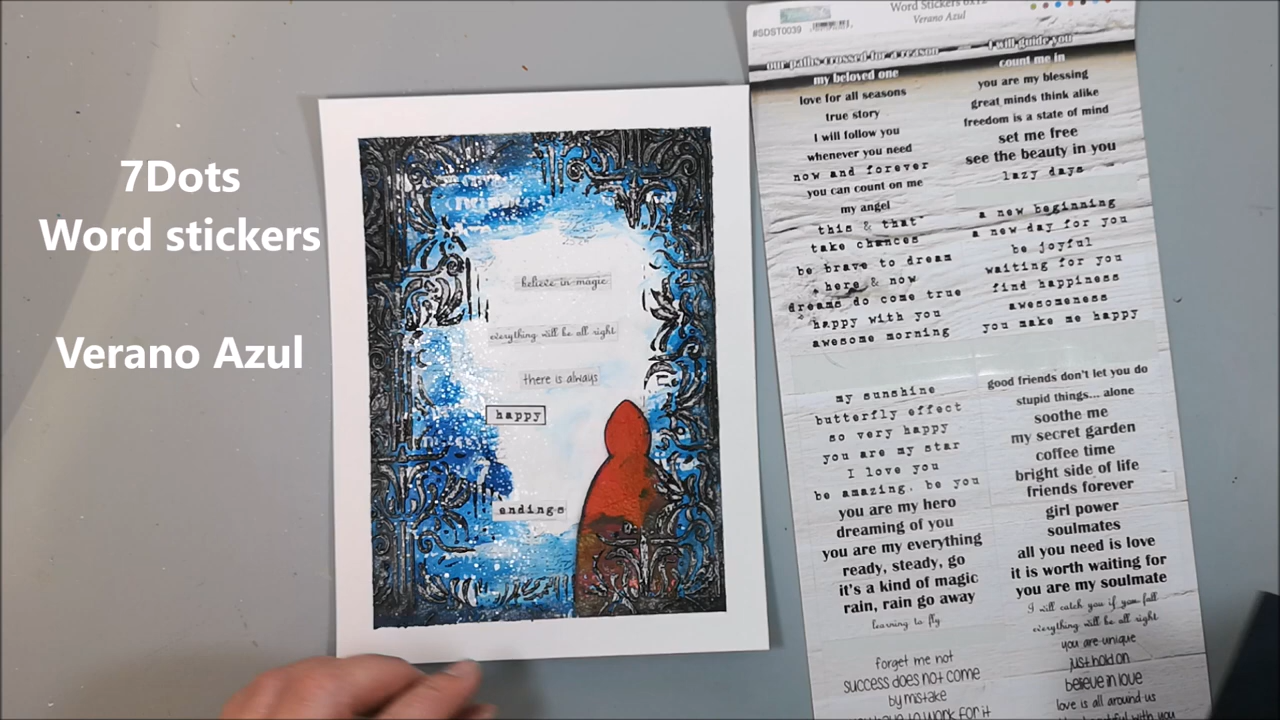 7Dots
Word stickers
Verano Azul
believe in magic
everything will be all right
there is always
happy
endings
Word Stickers 6x12
Verano Azul
#SDST0039
our paths crossed for a reason
my beloved one
love for all seasons
true story
I will follow you
whenever you need
now and forever
you can count on me
my angel
this & that
take chances
be brave to dream
here & now
dreams do come true
happy with you
awesome morning
my sunshine
butterfly effect
so very happy
you are my star
I love you
be amazing, be you
you are my hero
dreaming of you
you are my everything
ready, steady, go
it's a kind of magic
rain, rain go away
learning to fly
forget me not
success does not come
by mistake
you have to work for it
I will guide you
count me in
you are my blessing
great minds think alike
freedom is a state of mind
set me free
see the beauty in you
lazy days
a new beginning
a new day for you
be joyful
waiting for you
find happiness
awesomeness
you make me happy
good friends don't let you do
stupid things... alone
soothe me
my secret garden
coffee time
bright side of life
friends forever
girl power
soulmates
all you need is love
it is worth waiting for
you are my soulmate
I will catch you if you fall
everything will be all right
you are unique
just hold on
believe in love
love is all around us
with you